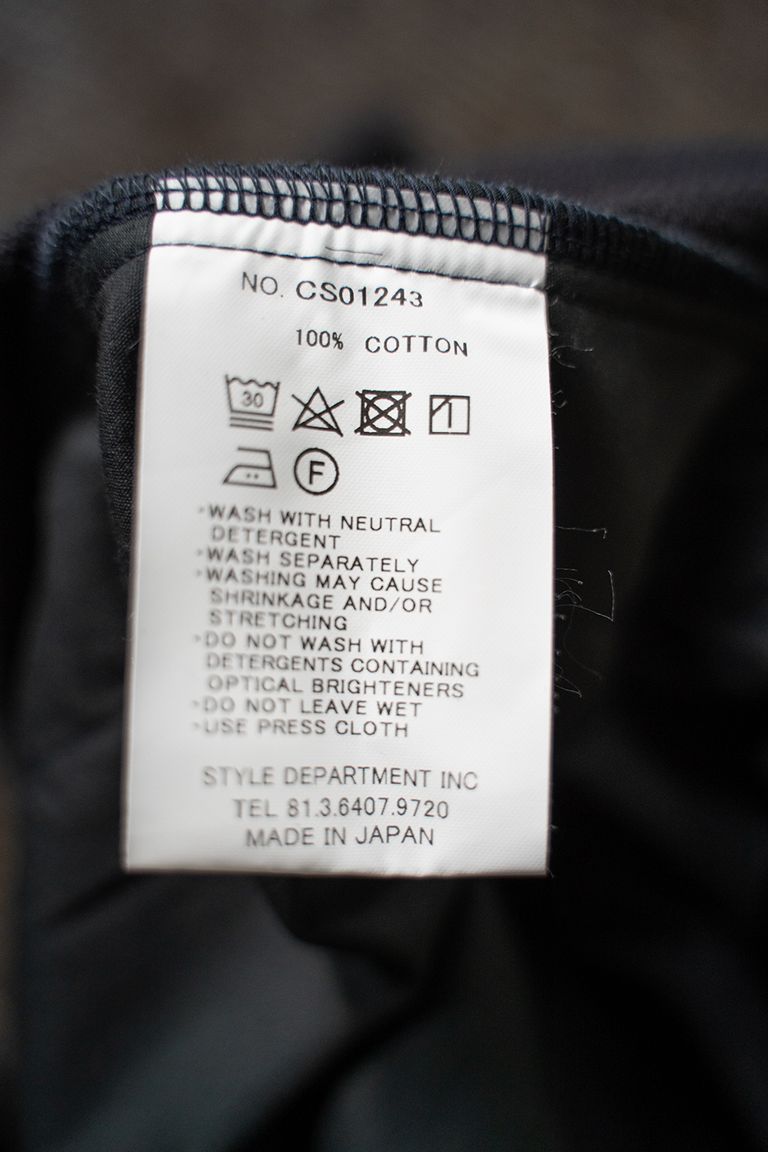 NO. CS01243
100% COTTON
30
F
・WASH WITH NEUTRAL
DETERGENT
・WASH SEPARATELY
・WASHING MAY CAUSE
SHRINKAGE AND/OR
STRETCHING
・DO NOT WASH WITH
DETERGENTS CONTAINING
OPTICAL BRIGHTENERS
・DO NOT LEAVE WET
・USE PRESS CLOTH
STYLE DEPARTMENT INC
TEL 81.3.6407.9720
MADE IN JAPAN